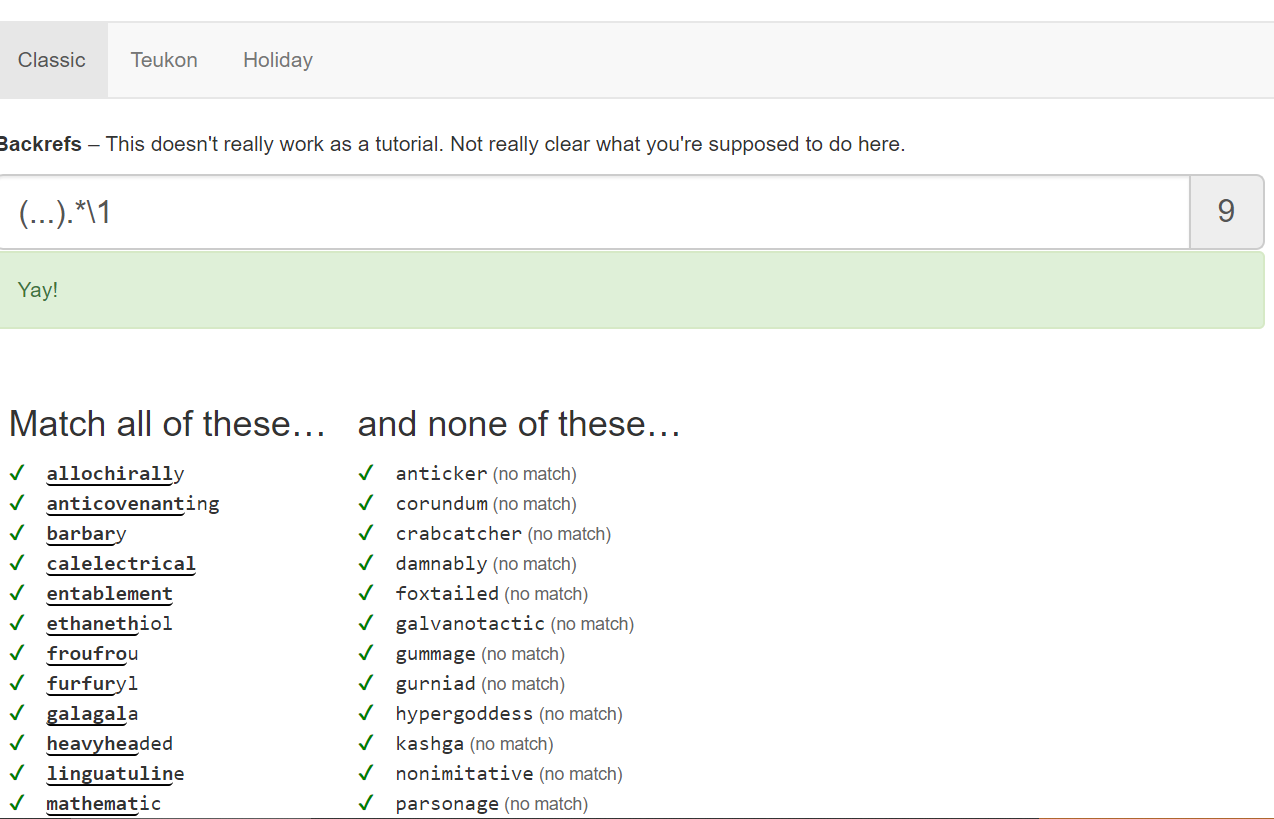 Classic Teukon Holiday
Backrefs – This doesn't really work as a tutorial. Not really clear what you're supposed to do here.
(...).*\1 9
Yay!
Match all of these… and none of these…
✓ allochirally ✓ anticker (no match)
✓ anticovenanting ✓ corundum (no match)
✓ barbary ✓ crabcatcher (no match)
✓ calelectrical ✓ damnably (no match)
✓ entablement ✓ foxtailed (no match)
✓ ethanethiol ✓ galvanotactic (no match)
✓ froufrou ✓ gummage (no match)
✓ furfuryl ✓ gurniad (no match)
✓ galagala ✓ hypergoddess (no match)
✓ heavyheaded ✓ kashga (no match)
✓ linguatuline ✓ nonimitative (no match)
✓ mathematic ✓ parsonage (no match)